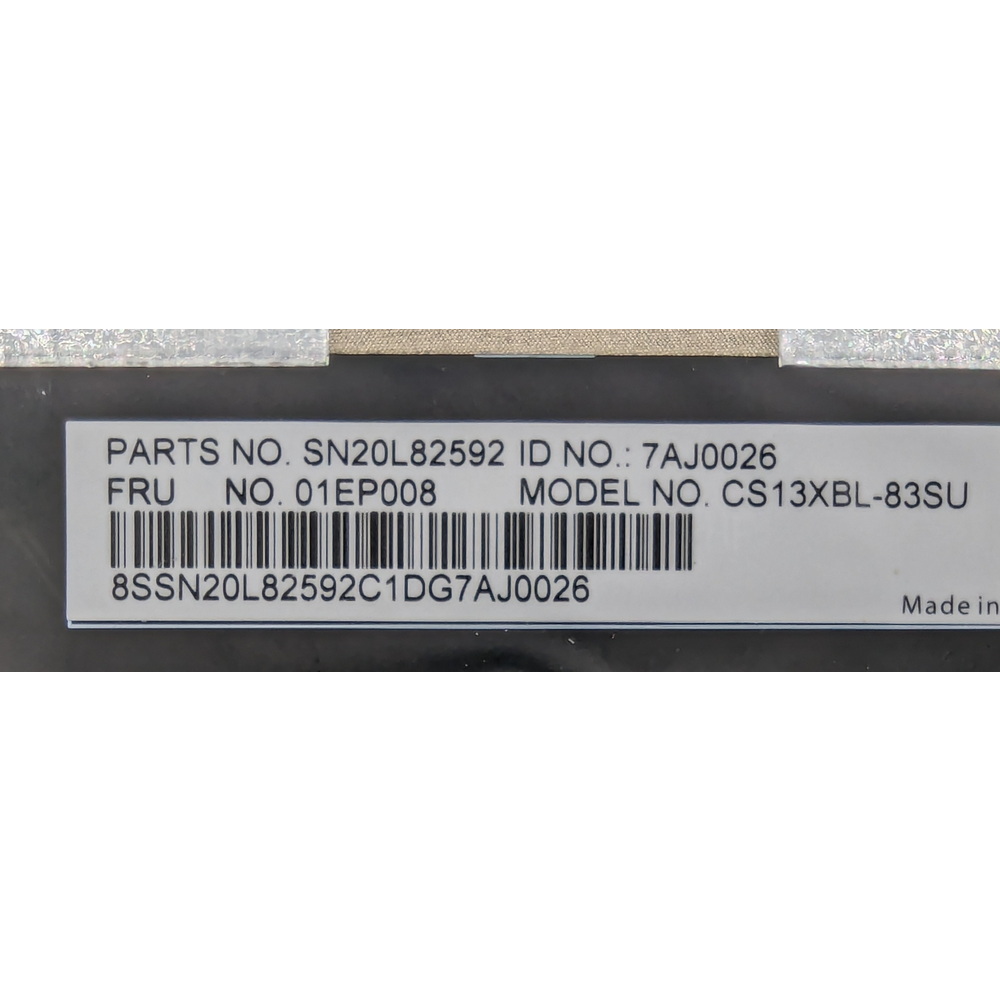 PARTS NO. SN20L82592 ID NO.: 7AJ0026
FRU NO. 01EP008 MODEL NO. CS13XBL-83SU
8SSN20L82592C1DG7AJ0026
Made in